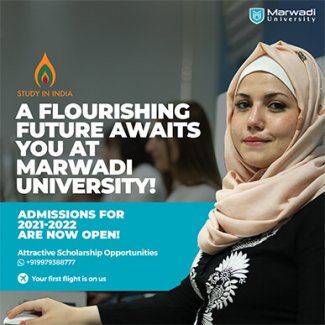 Marwadi
University
STUDY IN INDIA
A FLOURISHING
FUTURE AWAITS
YOU AT
MARWADI
UNIVERSITY!
ADMISSIONS FOR
2021-2022
ARE NOW OPEN!
Attractive Scholarship Opportunities
+919979388777
Your first flight is on us